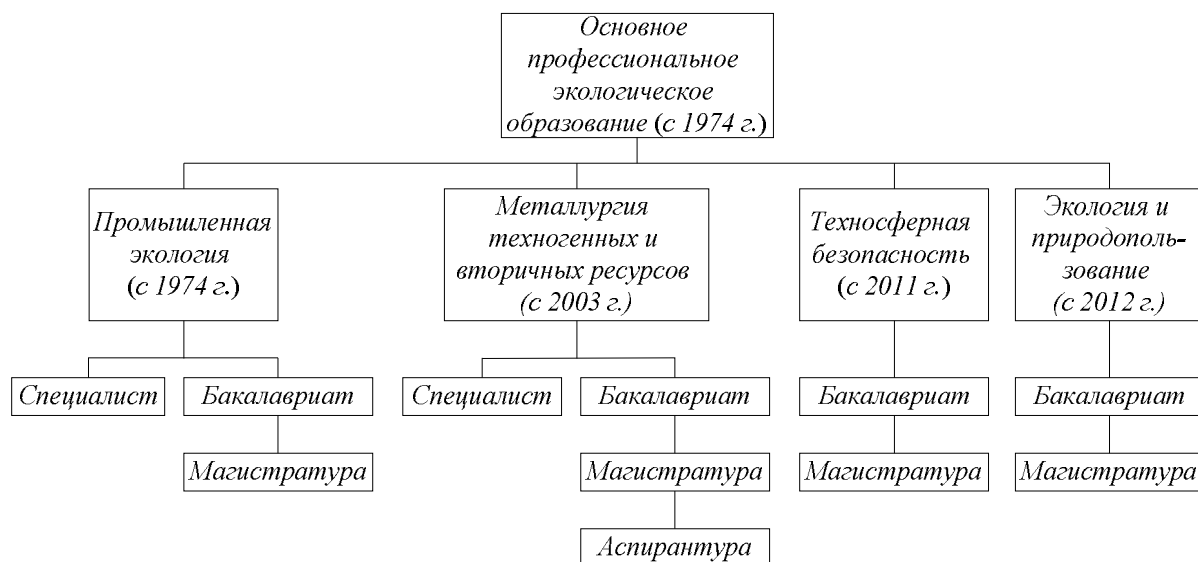 Основное
профессиональное
экологическое
образование (с 1974 г.)
Промышленная
экология
(с 1974 г.)
Металлургия
техногенных и
вторичных ресурсов
(с 2003 г.)
Техносферная
безопасность
(с 2011 г.)
Экология и
природополь-
зование
(с 2012 г.)
Специалист
Бакалавриат
Специалист
Бакалавриат
Бакалавриат
Бакалавриат
Магистратура
Магистратура
Магистратура
Магистратура
Аспирантура